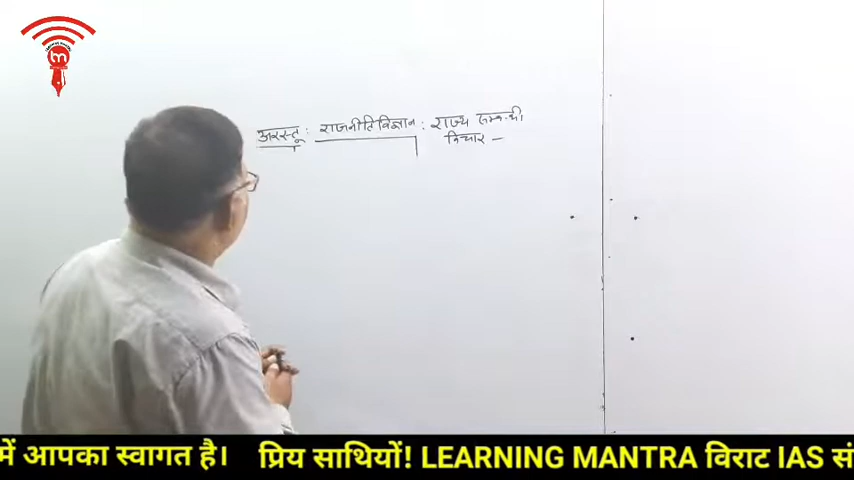 अरस्तू : राजनीतिविज्ञान : राज्य सम्बन्धी
विचार -
में आपका स्वागत है।   प्रिय साथियों! LEARNING MANTRA विराट IAS सं